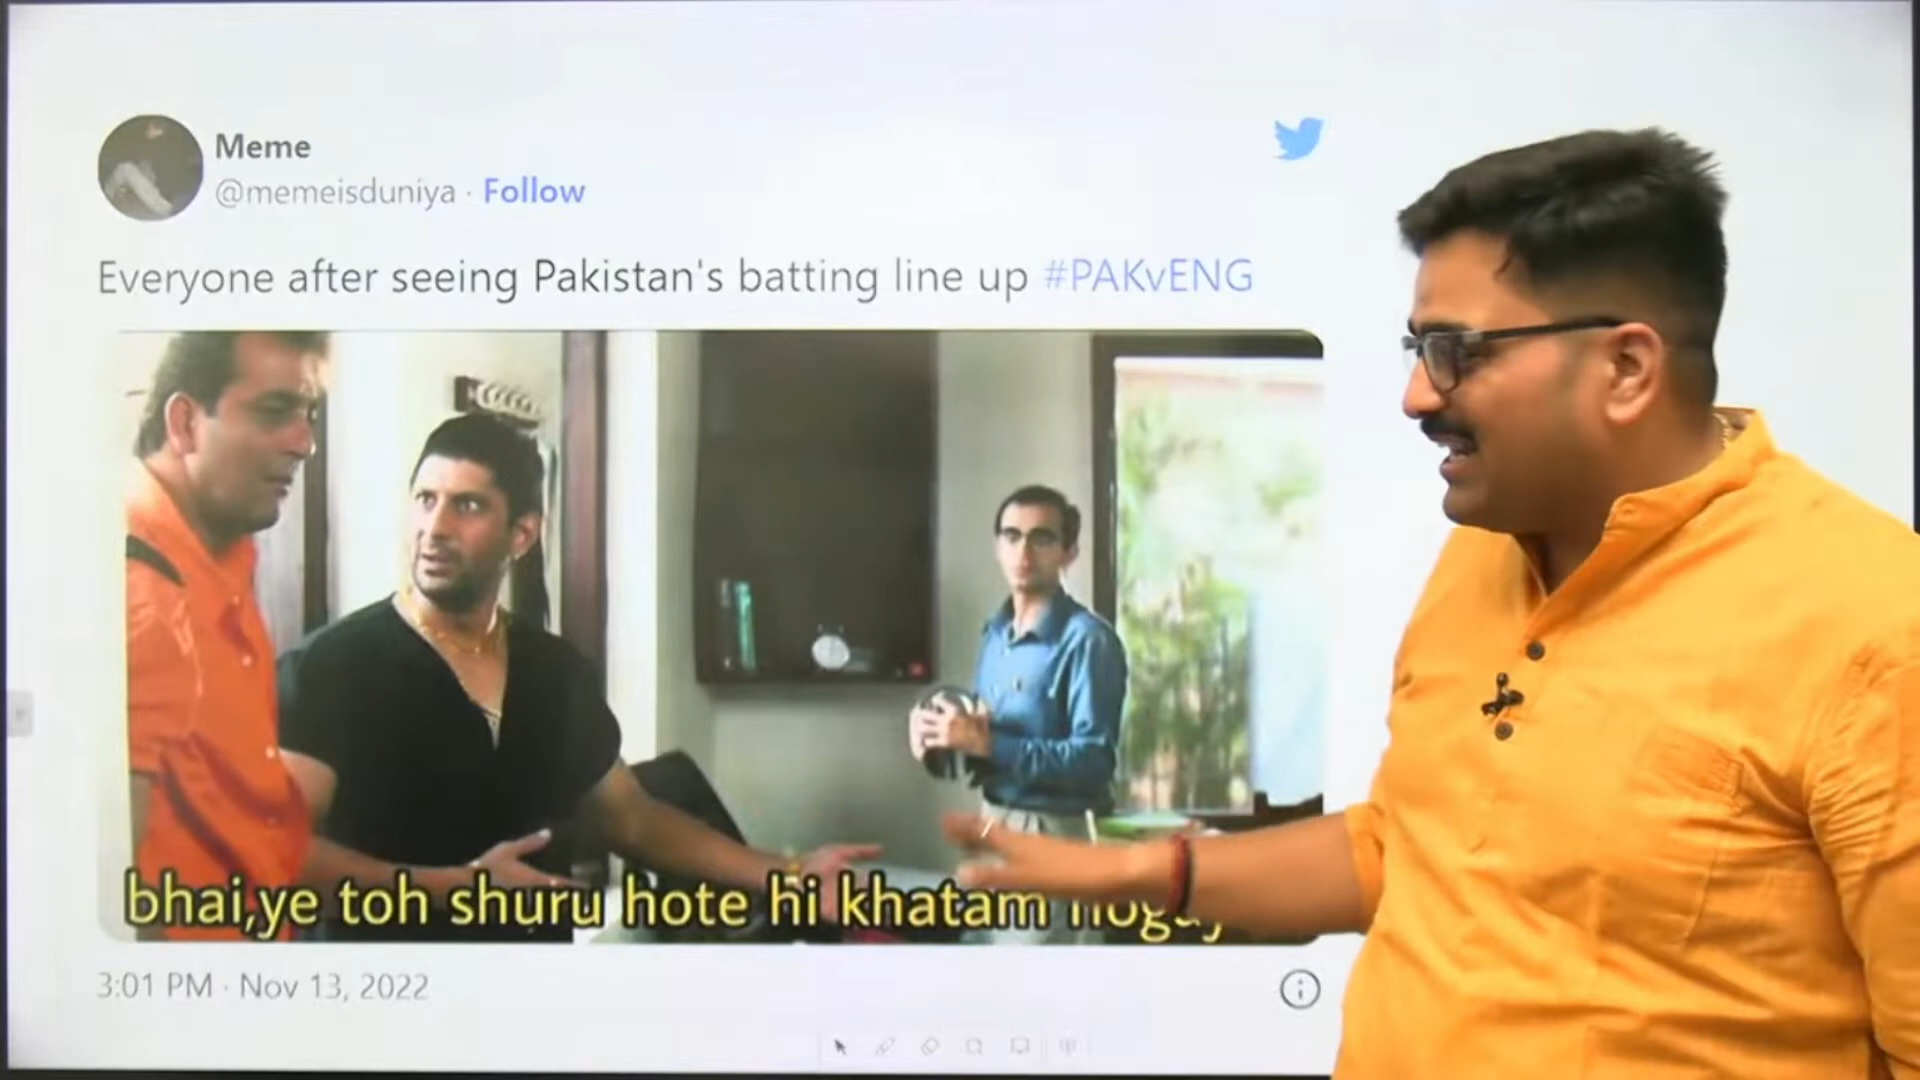 Meme
@memeisduniya · Follow
Everyone after seeing Pakistan's batting line up #PAKvENG
bhai,ye toh shuru hote hi khatam
3:01 PM · Nov 13, 2022